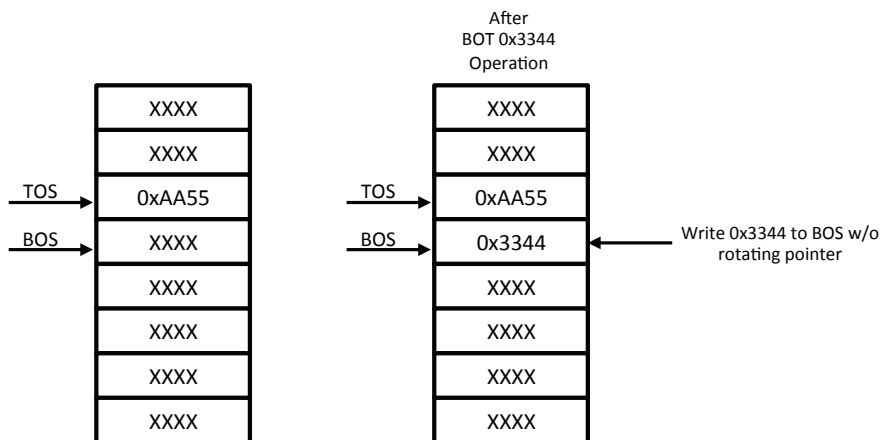 After
BOT 0x3344
Operation
XXXX
XXXX
TOS
0xAA55
BOS
XXXX
XXXX
XXXX
XXXX
XXXX
XXXX
XXXX
TOS
0xAA55
BOS
0x3344
Write 0x3344 to BOS w/o
rotating pointer
XXXX
XXXX
XXXX
XXXX